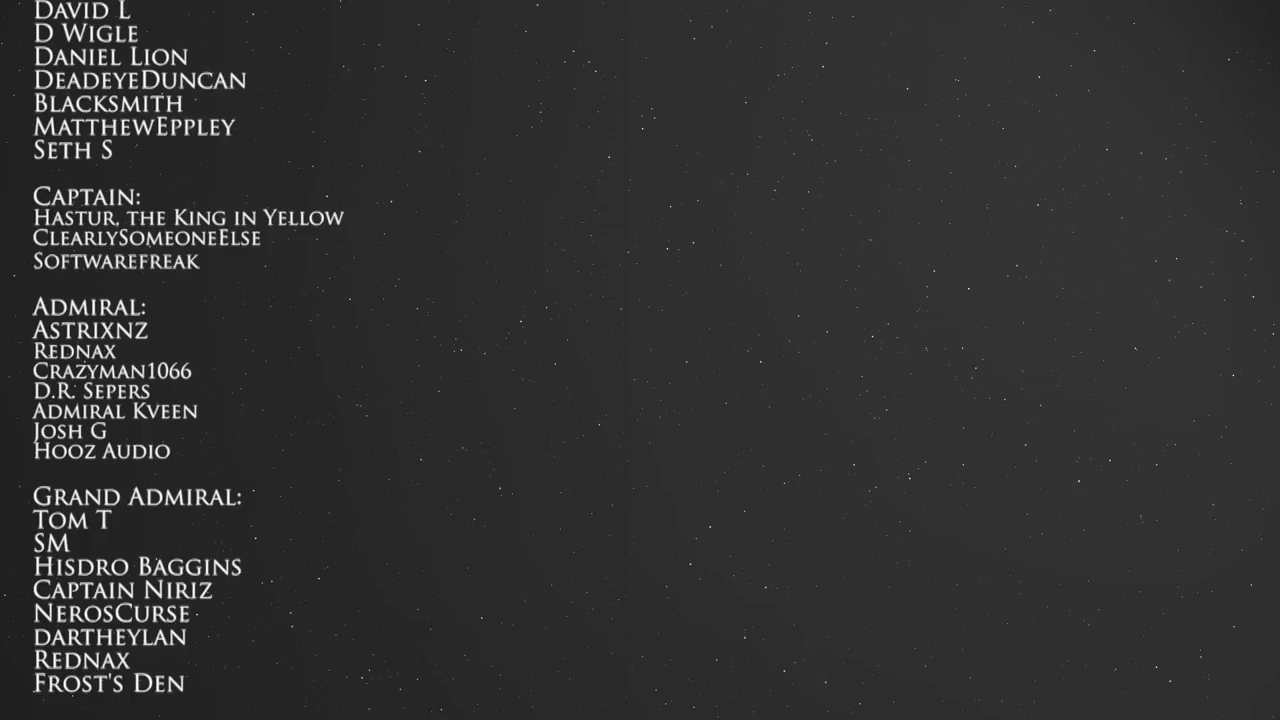 David L
D Wigle
Daniel Lion
DeadeyeDuncan
Blacksmith
MatthewEppley
Seth S
Captain:
Hastur, the King in Yellow
ClearlySomeoneElse
Softwarefreak
Admiral:
Astrixnz
Rednax
Crazyman1066
D.R. Sepers
Admiral Kveen
Josh G
Hooz Audio
Grand Admiral:
Tom T
SM
Hisdro Baggins
Captain Niriz
NerosCurse
dartheylan
Rednax
Frost's Den